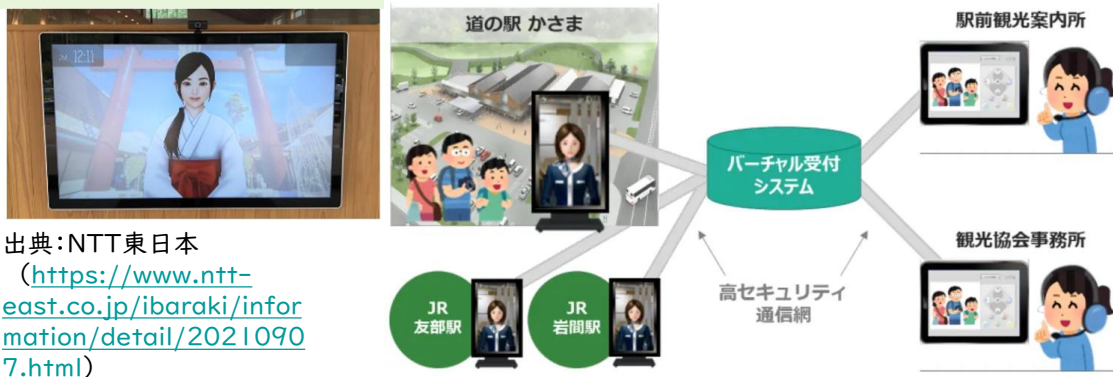 PM 12:11
出典：NTT東日本
（https://www.ntt-
east.co.jp/ibaraki/infor
mation/detail/2021090
7.html）
道の駅 かさま
JR
友部駅
JR
岩間駅
バーチャル受付
システム
高セキュリティ
通信網
駅前観光案内所
観光協会事務所